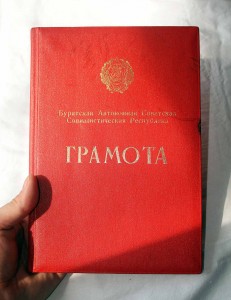 Бурятская Автономная Советская
Социалистическая Республика
ГРАМОТА